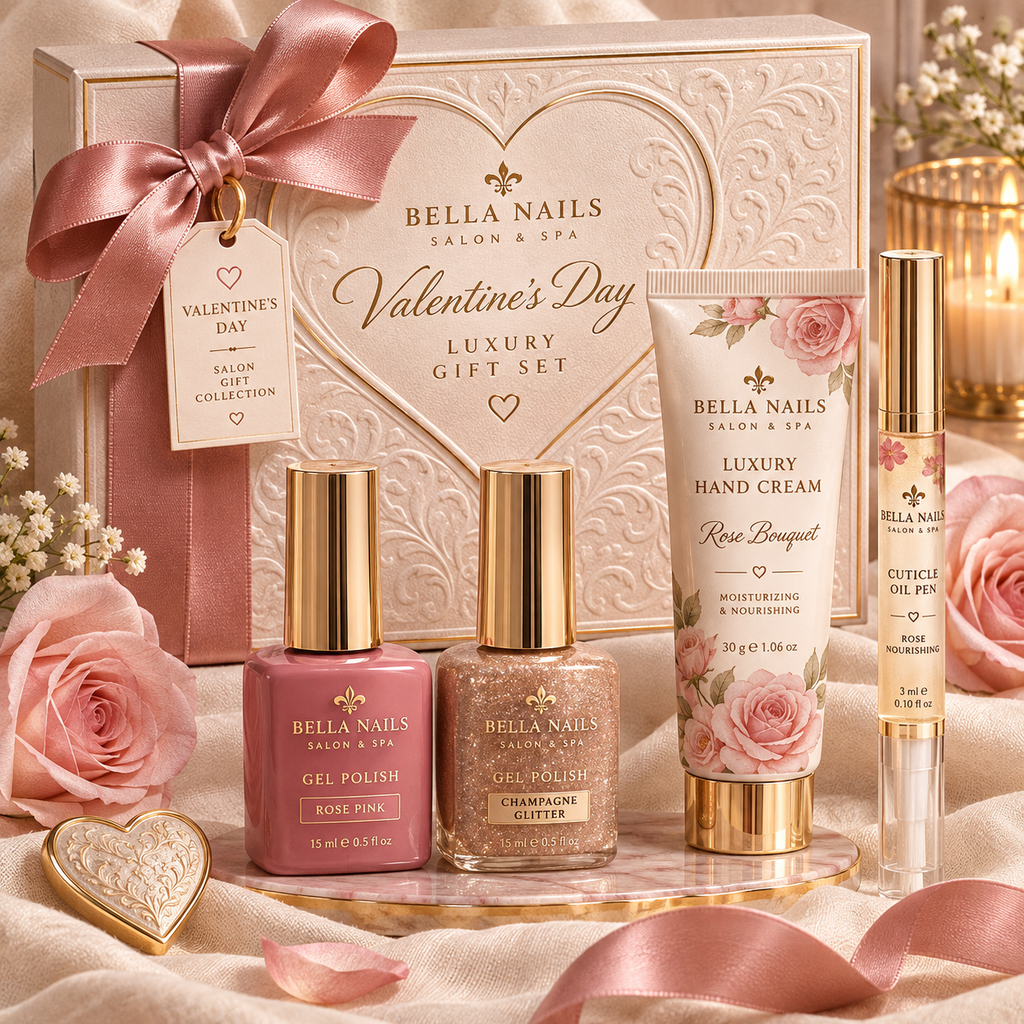 BELLA NAILS
SALON & SPA
Valentine's Day
LUXURY
GIFT SET
VALENTINE'S
DAY
SALON
GIFT
COLLECTION
BELLA NAILS
SALON & SPA
GEL POLISH
ROSE PINK
15 ml e 0.5 fl oz
BELLA NAILS
SALON & SPA
GEL POLISH
CHAMPAGNE
GLITTER
15 ml e 0.5 fl oz
BELLA NAILS
SALON & SPA
LUXURY
HAND CREAM
Rose Bouquet
MOISTURIZING
& NOURISHING
30 g e 1.06 oz
BELLA NAILS
SALON & SPA
CUTICLE
OIL PEN
ROSE
NOURISHING
3 ml e
0.10 fl oz